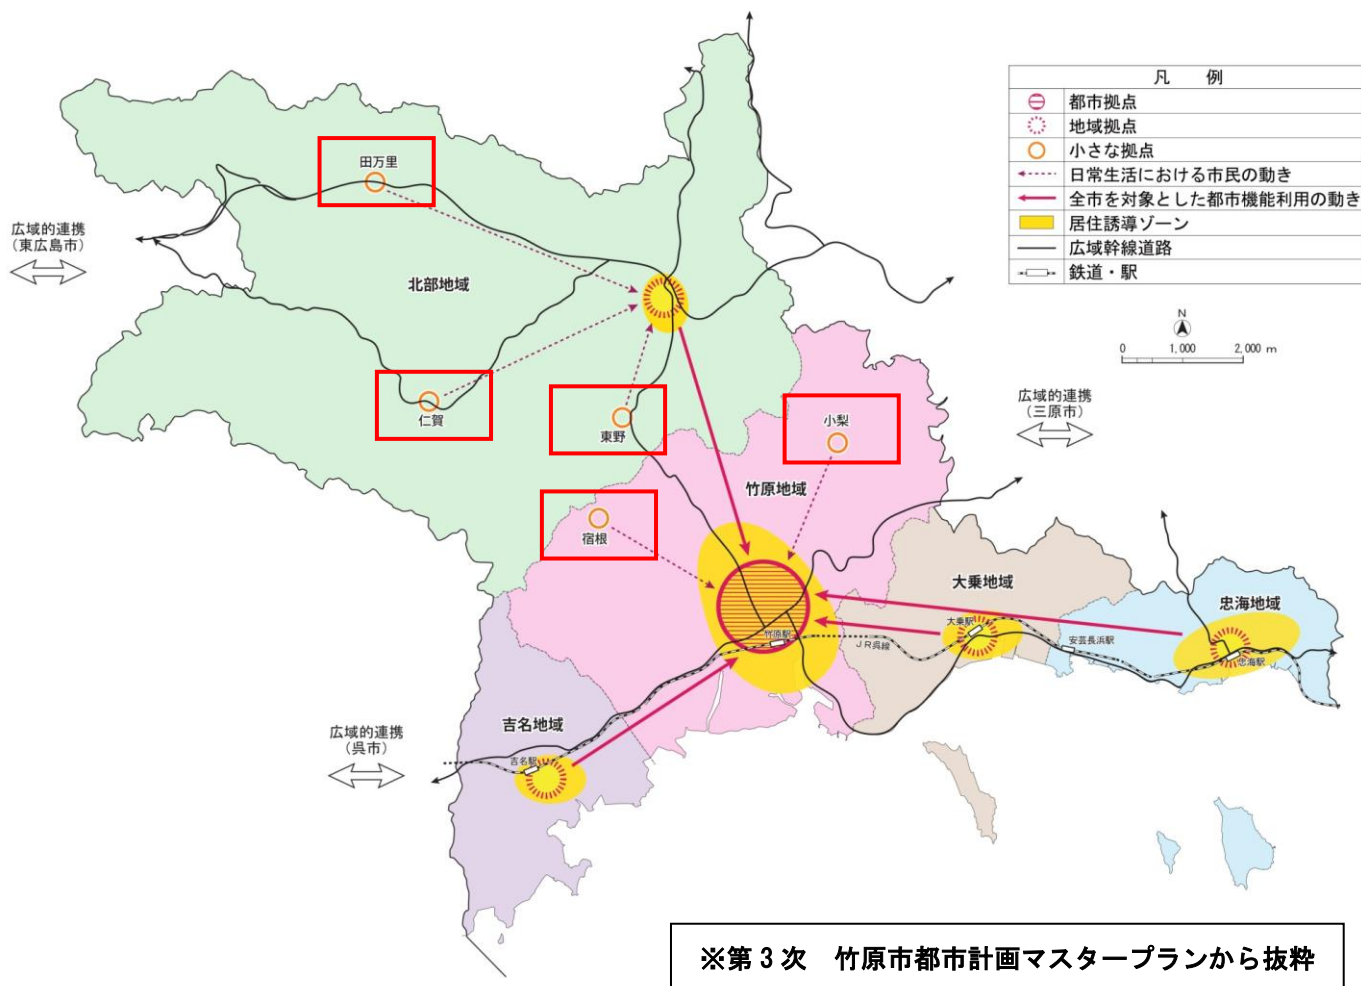 凡 例
都市拠点
地域拠点
小さな拠点
日常生活における市民の動き
全市を対象とした都市機能利用の動き
居住誘導ゾーン
広域幹線道路
鉄道・駅
N
0 1,000 2,000 m
田万里
広域的連携
(東広島市)
北部地域
仁賀
東野
小梨
広域的連携
(三原市)
竹原地域
宿根
大乗地域
忠海地域
大乗駅
安芸長浜駅
竹原駅
JR呉線
忠海駅
吉名地域
広域的連携
(呉市)
吉名駅
※第3次 竹原市都市計画マスタープランから抜粋